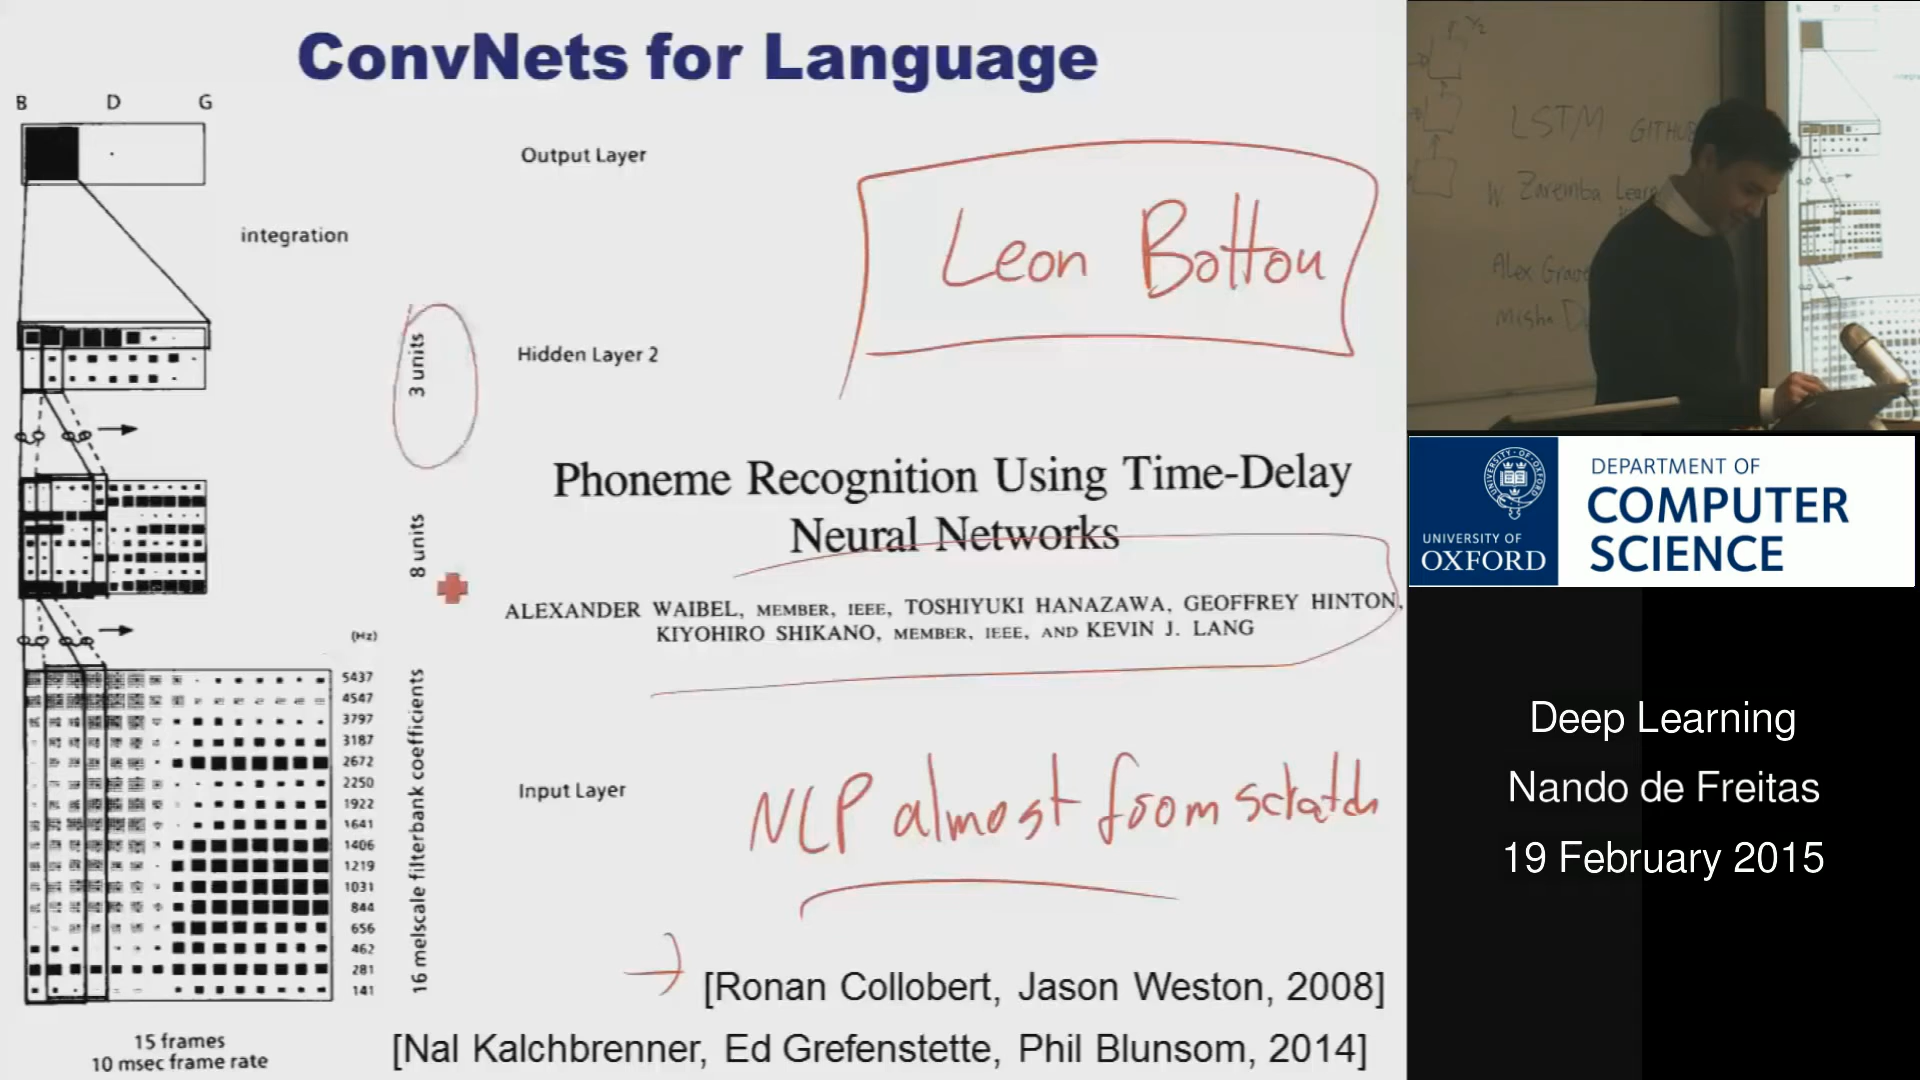 ConvNets for Language
B D G
Output Layer
integration
Leon Bottou
3 units
Hidden Layer 2
8 units
Phoneme Recognition Using Time-Delay
Neural Networks
ALEXANDER WAIBEL, MEMBER, IEEE, TOSHIYUKI HANAZAWA, GEOFFREY HINTON,
KIYOHIRO SHIKANO, MEMBER, IEEE, AND KEVIN J. LANG
(Hz)
5437
4547
3797
3187
2672
2250
1922
1641
1406
1219
1031
844
656
462
281
141
16 melscale filterbank coefficients
Input Layer
NLP almost from scratch
[Ronan Collobert, Jason Weston, 2008]
15 frames
10 msec frame rate
[Nal Kalchbrenner, Ed Grefenstette, Phil Blunsom, 2014]
LSTM GITHUB
W Zaremba Learn
Alex Grave
Misha D
UNIVERSITY OF
OXFORD
DEPARTMENT OF
COMPUTER
SCIENCE
Deep Learning
Nando de Freitas
19 February 2015